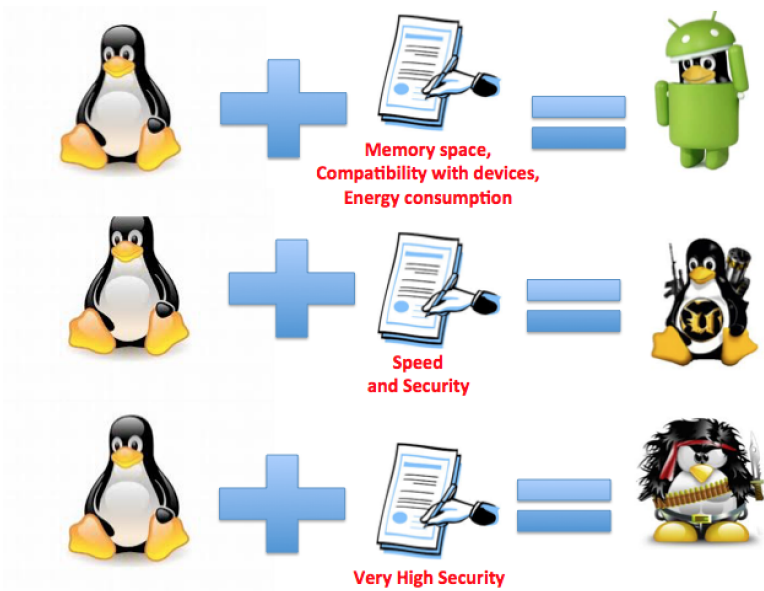 Memory space,
Compatibility with devices,
Energy consumption
Speed
and Security
Very High Security